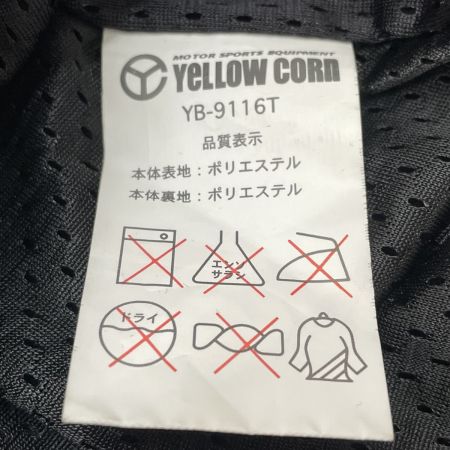 MOTOR SPORTS EQUIPMENT
YELLOW CORN
YB-9116T
品質表示
本体表地：ポリエステル
本体裏地：ポリエステル
エンソ
サラシ
ドライ